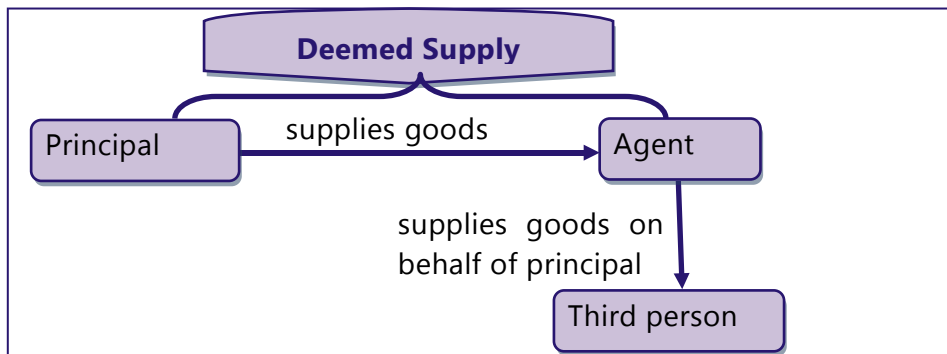 Deemed Supply
supplies goods
Principal
Agent
supplies goods on
behalf of principal
Third person